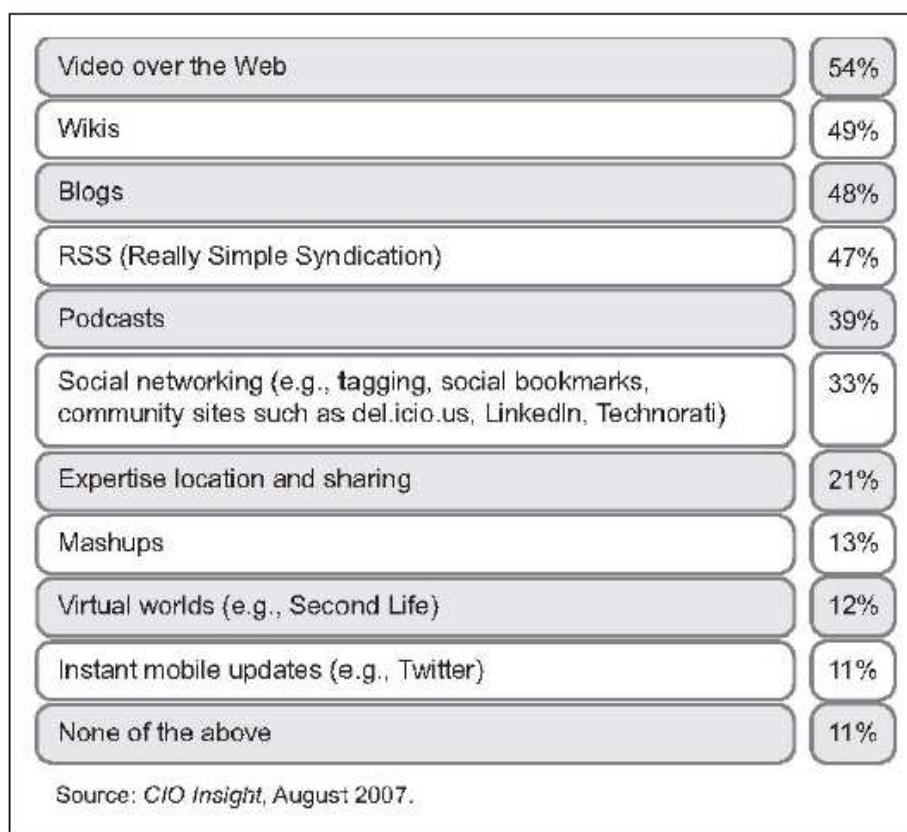 Video over the Web 54%
Wikis 49%
Blogs 48%
RSS (Really Simple Syndication) 47%
Podcasts 39%
Social networking (e.g., tagging, social bookmarks, 33%
community sites such as del.icio.us, LinkedIn, Technorati)
Expertise location and sharing 21%
Mashups 13%
Virtual worlds (e.g., Second Life) 12%
Instant mobile updates (e.g., Twitter) 11%
None of the above 11%
Source: CIO Insight, August 2007.